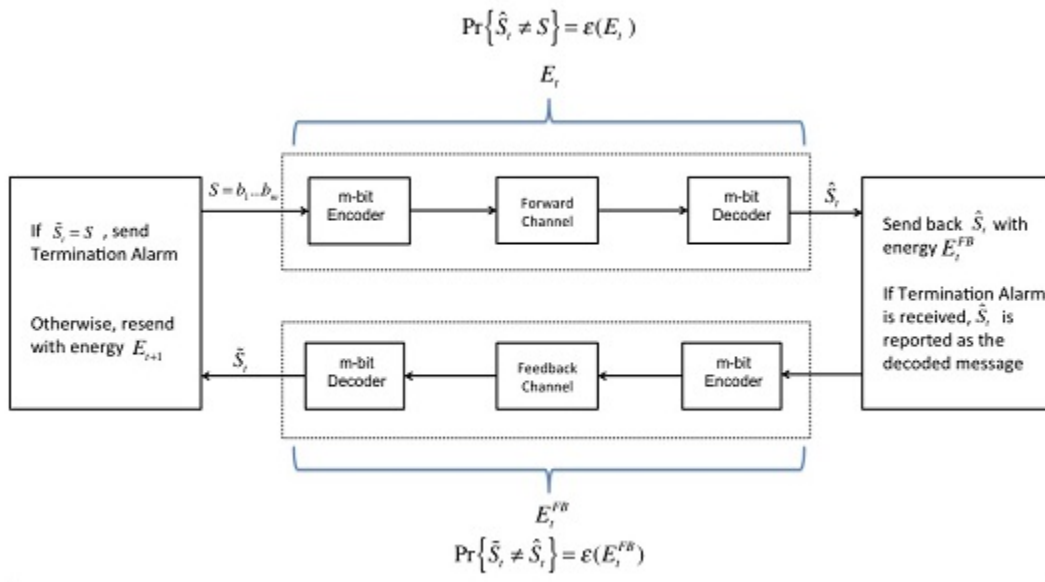 Pr{Ŝ_t ≠ S} = ε(E_t)
E_t
S = b_1...b_m
m-bit
Encoder
Forward
Channel
m-bit
Decoder
Ŝ_t
If S̃_t = S , send
Termination Alarm
Otherwise, resend
with energy E_{t+1}
Send back Ŝ_t with
energy E_t^{FB}
If Termination Alarm
is received, Ŝ_t is
reported as the
decoded message
S̃_t
m-bit
Decoder
Feedback
Channel
m-bit
Encoder
E_t^{FB}
Pr{S̃_t ≠ Ŝ_t} = ε(E_t^{FB})